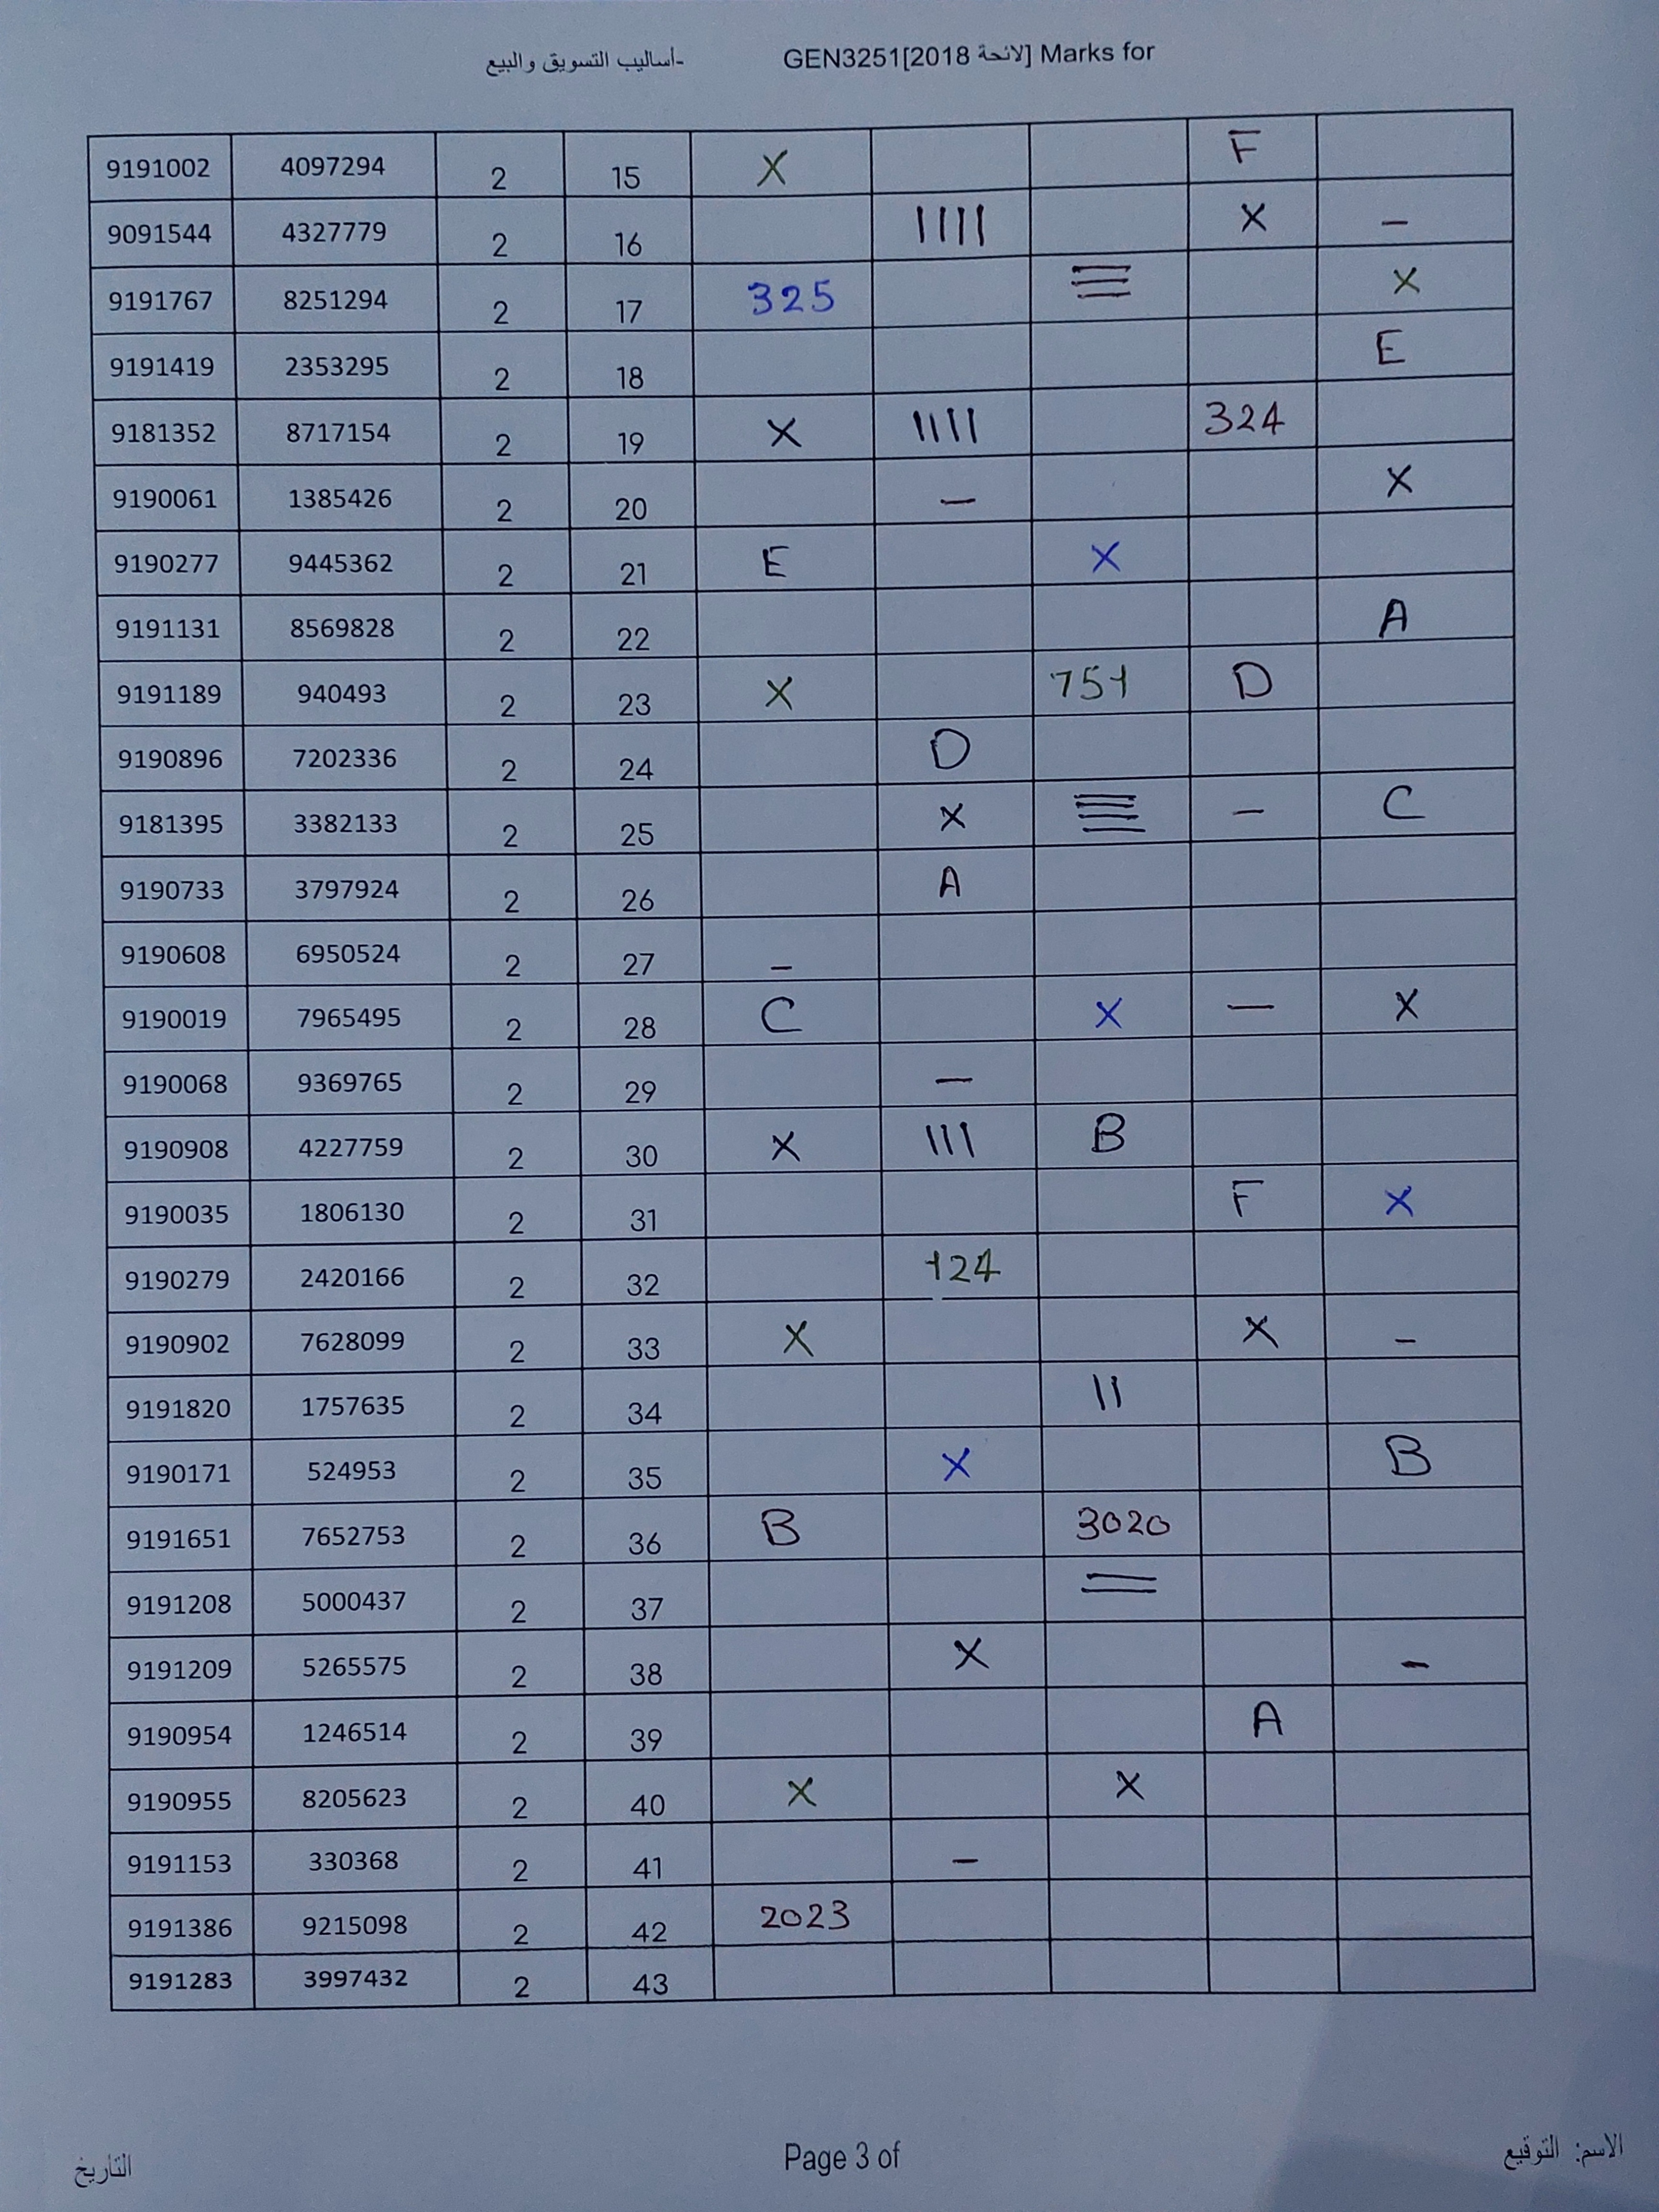 GEN3251[2018 لائحة] Marks for -أساليب التسويق والبيع
9191002 4097294 2 15 X F
9091544 4327779 2 16 |||| X -
9191767 8251294 2 17 325 ≡ X
9191419 2353295 2 18 E
9181352 8717154 2 19 X |||| 324
9190061 1385426 2 20 - X
9190277 9445362 2 21 E X
9191131 8569828 2 22 A
9191189 940493 2 23 X 751 D
9190896 7202336 2 24 D
9181395 3382133 2 25 X ≣ - C
9190733 3797924 2 26 A
9190608 6950524 2 27 -
9190019 7965495 2 28 C X - X
9190068 9369765 2 29 -
9190908 4227759 2 30 X ||| B
9190035 1806130 2 31 F X
9190279 2420166 2 32 124
9190902 7628099 2 33 X X -
9191820 1757635 2 34 ||
9190171 524953 2 35 X B
9191651 7652753 2 36 B 3020
9191208 5000437 2 37 =
9191209 5265575 2 38 X -
9190954 1246514 2 39 A
9190955 8205623 2 40 X X
9191153 330368 2 41 -
9191386 9215098 2 42 2023
9191283 3997432 2 43
الاسم: التوقيع Page 3 of التاريخ